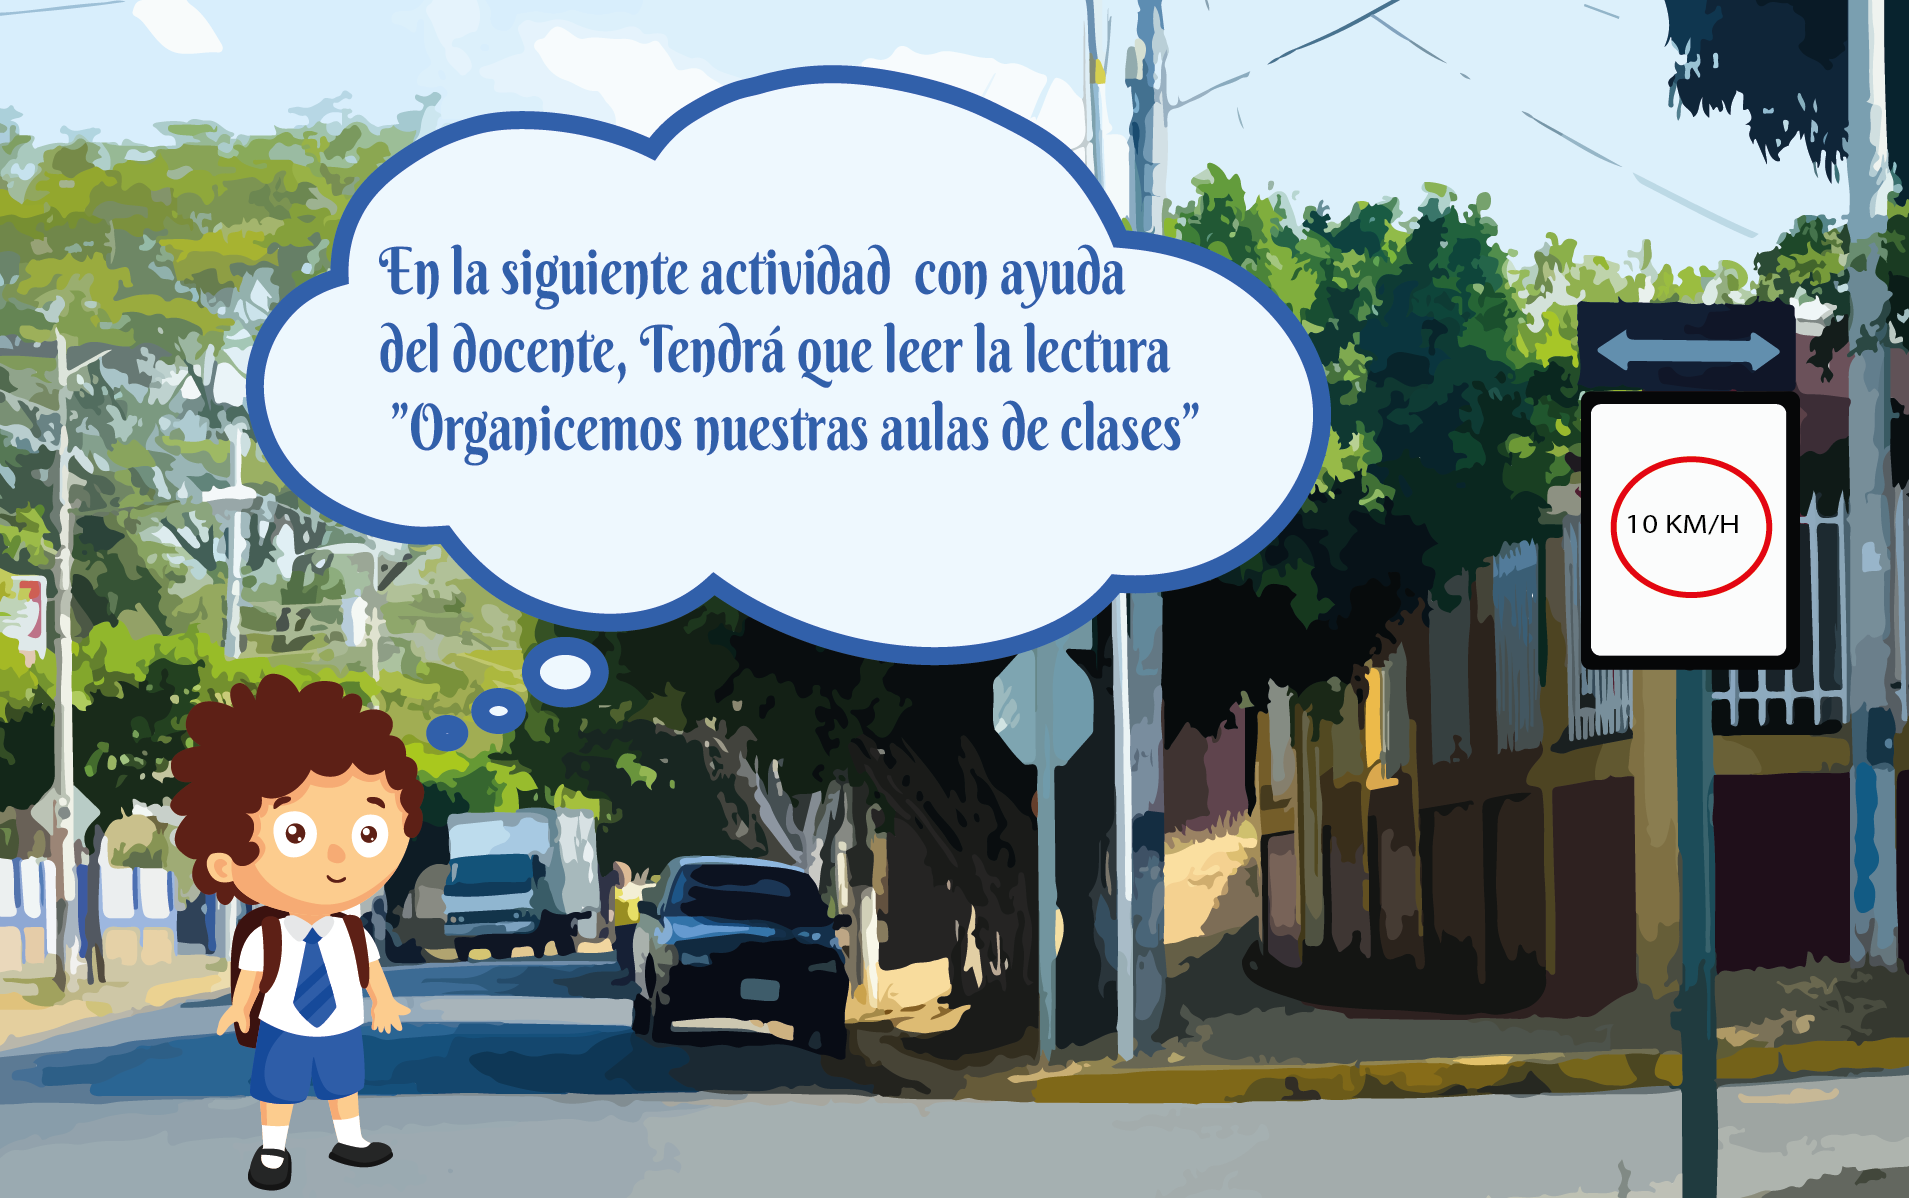 En la siguiente actividad con ayuda
del docente, Tendrá que leer la lectura
"Organicemos nuestras aulas de clases"
10 KM/H